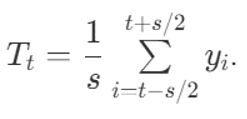 T_t = \frac{1}{s} \sum_{i=t-s/2}^{t+s/2} y_i.